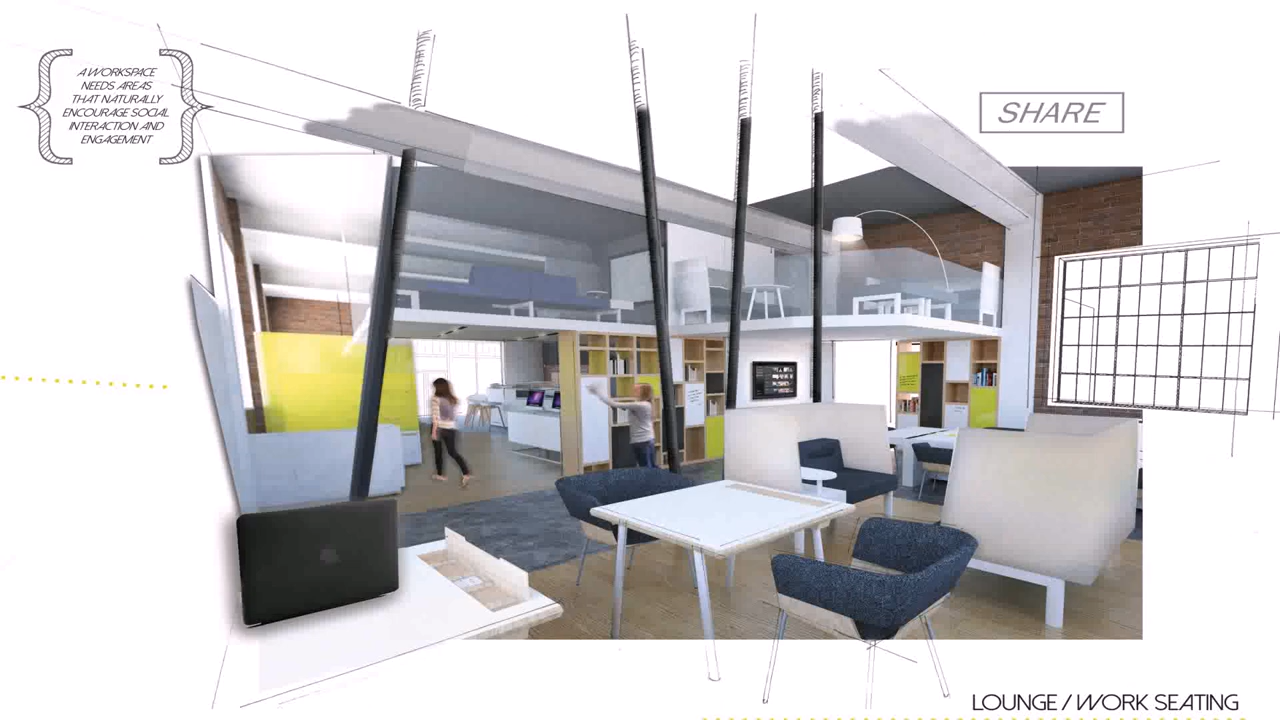 A WORKSPACE
NEEDS AREAS
THAT NATURALLY
ENCOURAGE SOCIAL
INTERACTION AND
ENGAGEMENT
SHARE
LOUNGE / WORK SEATING